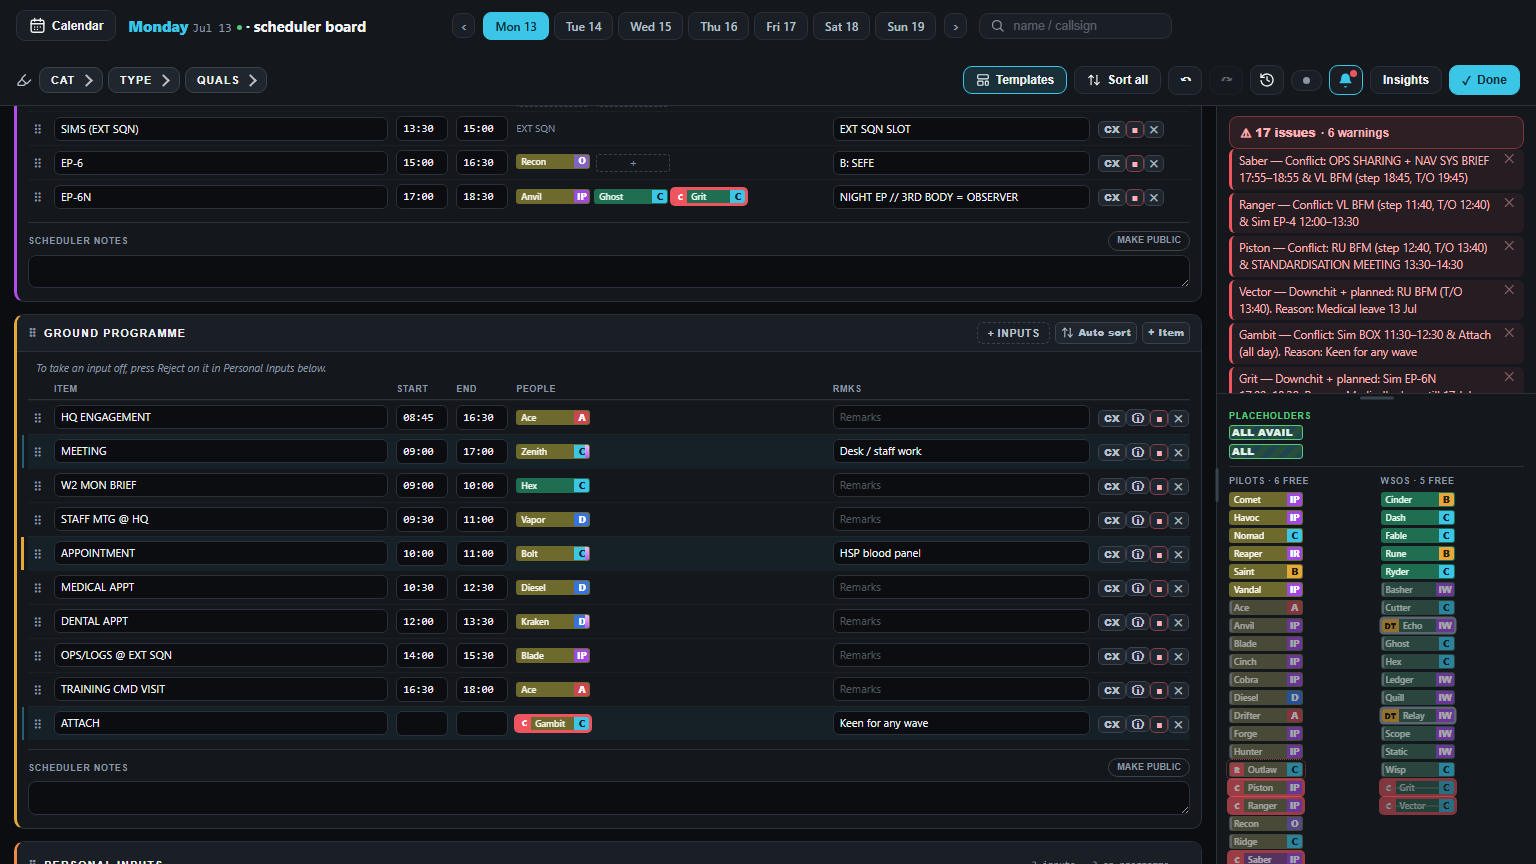 Calendar
Monday Jul 13 • · scheduler board
‹ Mon 13 Tue 14 Wed 15 Thu 16 Fri 17 Sat 18 Sun 19 › name / callsign
CAT TYPE QUALS
Templates Sort all Insights ✓ Done
SIMS (EXT SQN) 13:30 15:00 EXT SQN EXT SQN SLOT CX
EP-6 15:00 16:30 Recon O + B: SEFE CX
EP-6N 17:00 18:30 Anvil IP Ghost C C Grit C NIGHT EP // 3RD BODY = OBSERVER CX
SCHEDULER NOTES MAKE PUBLIC
GROUND PROGRAMME + INPUTS Auto sort + Item
To take an input off, press Reject on it in Personal Inputs below.
ITEM START END PEOPLE RMKS
HQ ENGAGEMENT 08:45 16:30 Ace A Remarks CX
MEETING 09:00 17:00 Zenith C Desk / staff work CX
W2 MON BRIEF 09:00 10:00 Hex C Remarks CX
STAFF MTG @ HQ 09:30 11:00 Vapor D Remarks CX
APPOINTMENT 10:00 11:00 Bolt C HSP blood panel CX
MEDICAL APPT 10:30 12:30 Diesel D Remarks CX
DENTAL APPT 12:00 13:30 Kraken D Remarks CX
OPS/LOGS @ EXT SQN 14:00 15:30 Blade IP Remarks CX
TRAINING CMD VISIT 16:30 18:00 Ace A Remarks CX
ATTACH C Gambit C Keen for any wave CX
SCHEDULER NOTES MAKE PUBLIC
PERSONAL INPUTS
⚠ 17 issues · 6 warnings
Saber — Conflict: OPS SHARING + NAV SYS BRIEF
17:55–18:55 & VL BFM (step 18:45, T/O 19:45)
Ranger — Conflict: VL BFM (step 11:40, T/O 12:40)
& Sim EP-4 12:00–13:30
Piston — Conflict: RU BFM (step 12:40, T/O 13:40)
& STANDARDISATION MEETING 13:30–14:30
Vector — Downchit + planned: RU BFM (T/O
13:40). Reason: Medical leave 13 Jul
Gambit — Conflict: Sim BOX 11:30–12:30 & Attach
(all day). Reason: Keen for any wave
Grit — Downchit + planned: Sim EP-6N
PLACEHOLDERS
ALL AVAIL
ALL
PILOTS · 6 FREE WSOS · 5 FREE
Comet IP Cinder B
Havoc IP Dash C
Nomad C Fable C
Reaper IR Rune B
Saint B Ryder C
Vandal IP Basher IW
Ace A Cutter C
Anvil IP DT Echo IW
Blade IP Ghost C
Cinch IP Hex C
Cobra IP Ledger IW
Diesel D Quill IW
Drifter A DT Relay IW
Forge IP Scope IW
Hunter IP Static IW
R Outlaw C Wisp C
C Piston IP C Grit C
C Ranger IP C Vector C
Recon O
Ridge C
C Saber IP